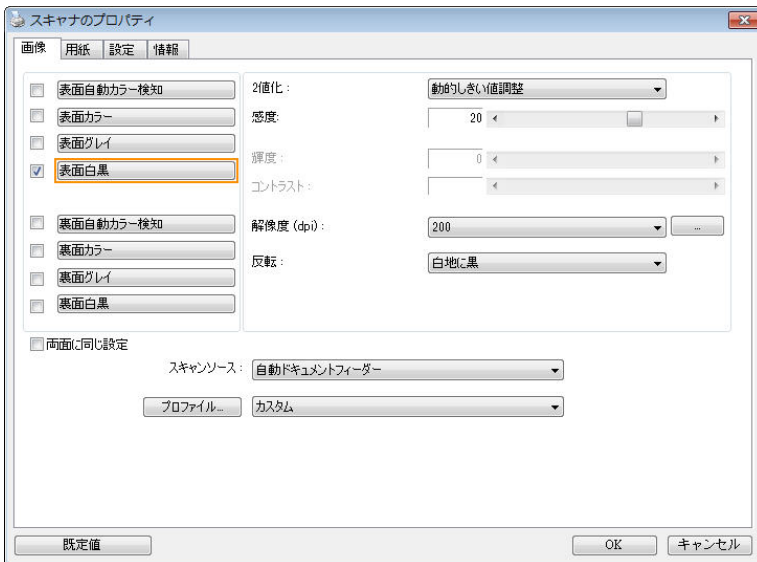 スキャナのプロパティ
画像 用紙 設定 情報
表面自動カラー検知
表面カラー
表面グレイ
表面白黒
裏面自動カラー検知
裏面カラー
裏面グレイ
裏面白黒
2値化: 動的しきい値調整
感度: 20
輝度: 0
コントラスト:
解像度 (dpi): 200 ...
反転: 白地に黒
両面に同じ設定
スキャンソース: 自動ドキュメントフィーダー
プロファイル... カスタム
既定値 OK キャンセル